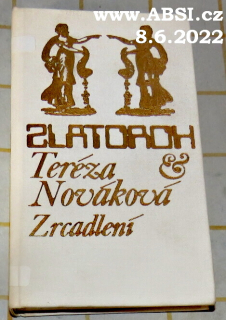 www.ABSI.cz
8.6.2022
ZLATOROH
Teréza &
Nováková
Zrcadlení